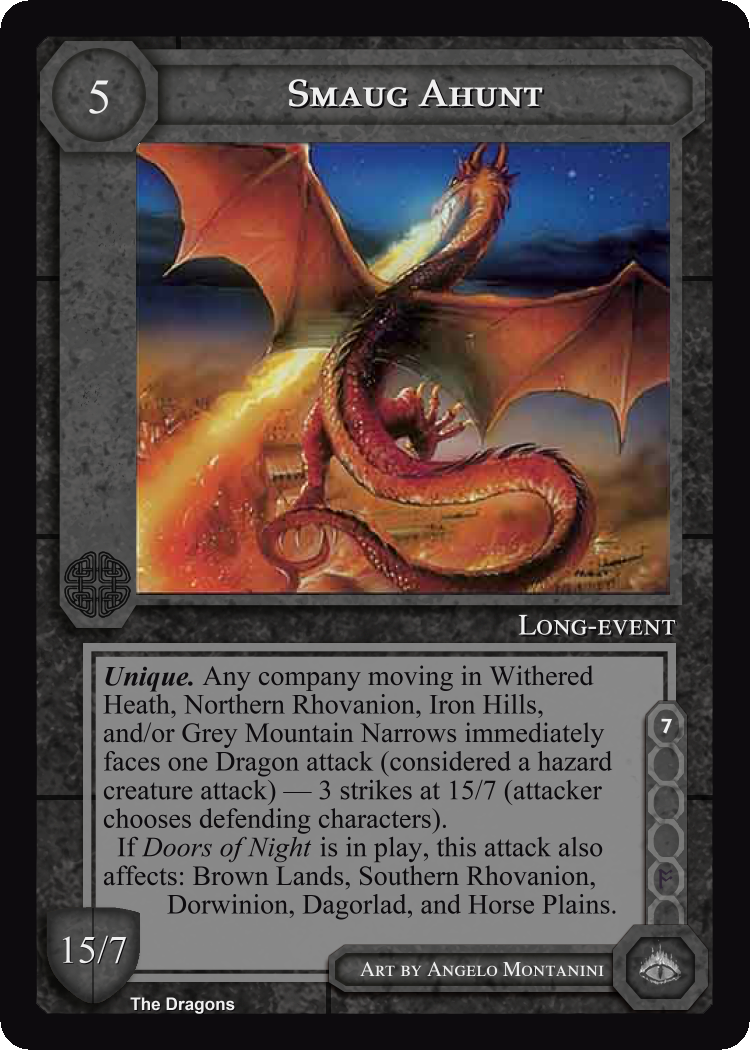 5
Smaug Ahunt
Long-event
Unique. Any company moving in Withered
Heath, Northern Rhovanion, Iron Hills,
and/or Grey Mountain Narrows immediately
faces one Dragon attack (considered a hazard
creature attack) — 3 strikes at 15/7 (attacker
chooses defending characters).
If Doors of Night is in play, this attack also
affects: Brown Lands, Southern Rhovanion,
Dorwinion, Dagorlad, and Horse Plains.
7
15/7
Art by Angelo Montanini
The Dragons